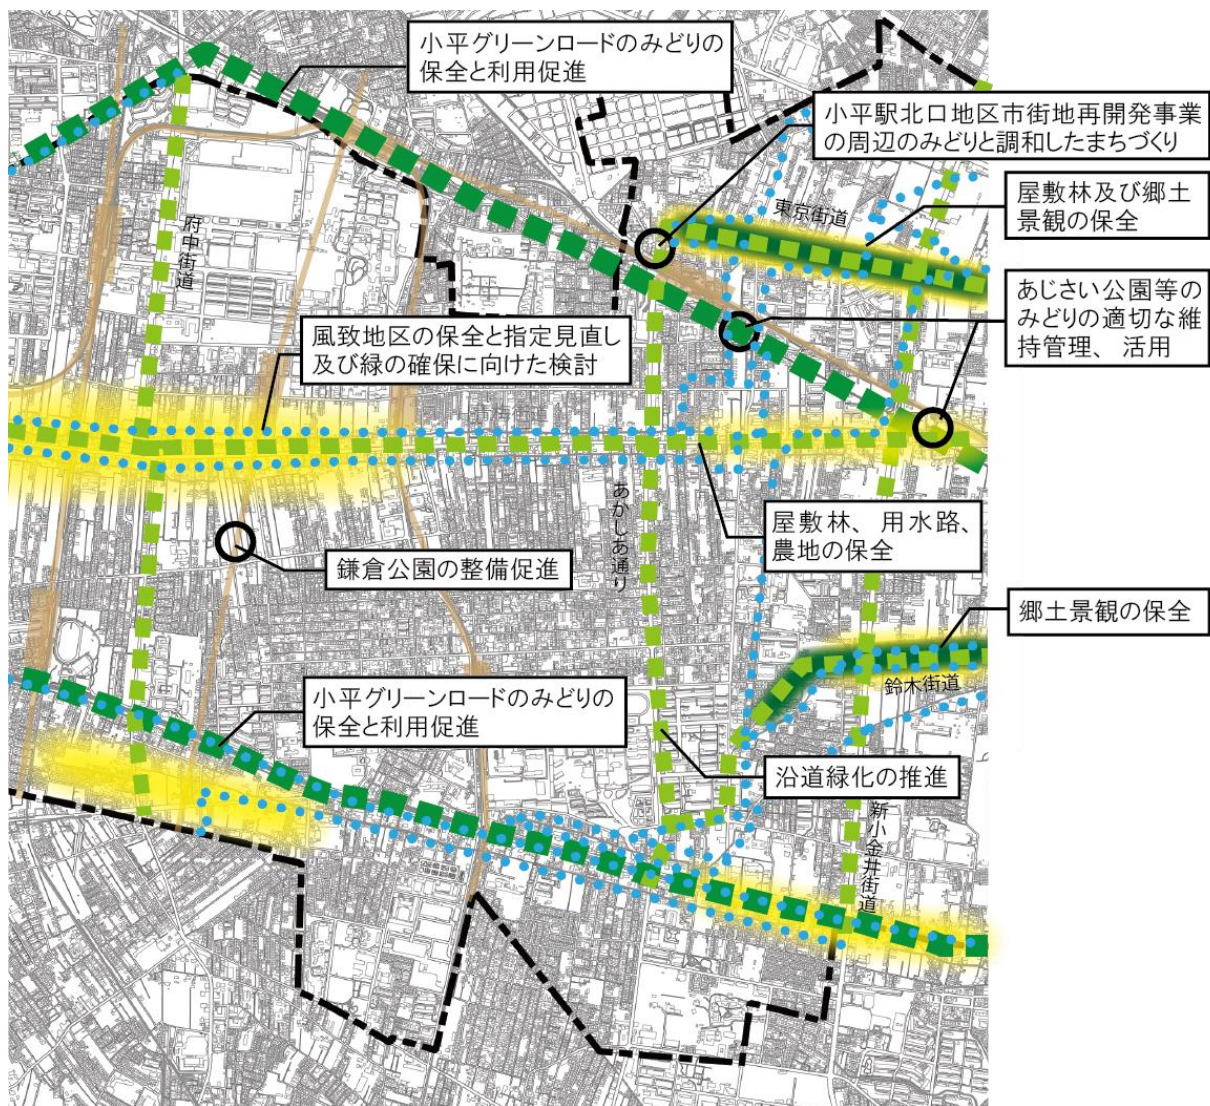 小平グリーンロードのみどりの
保全と利用促進
小平駅北口地区市街地再開発事業
の周辺のみどりと調和したまちづくり
屋敷林及び郷土
景観の保全
東京街道
府中街道
あじさい公園等の
みどりの適切な維
持管理、活用
風致地区の保全と指定見直し
及び緑の確保に向けた検討
青梅街道
あかしあ通り
屋敷林、用水路、
農地の保全
鎌倉公園の整備促進
郷土景観の保全
鈴木街道
小平グリーンロードのみどりの
保全と利用促進
沿道緑化の推進
新小金井街道